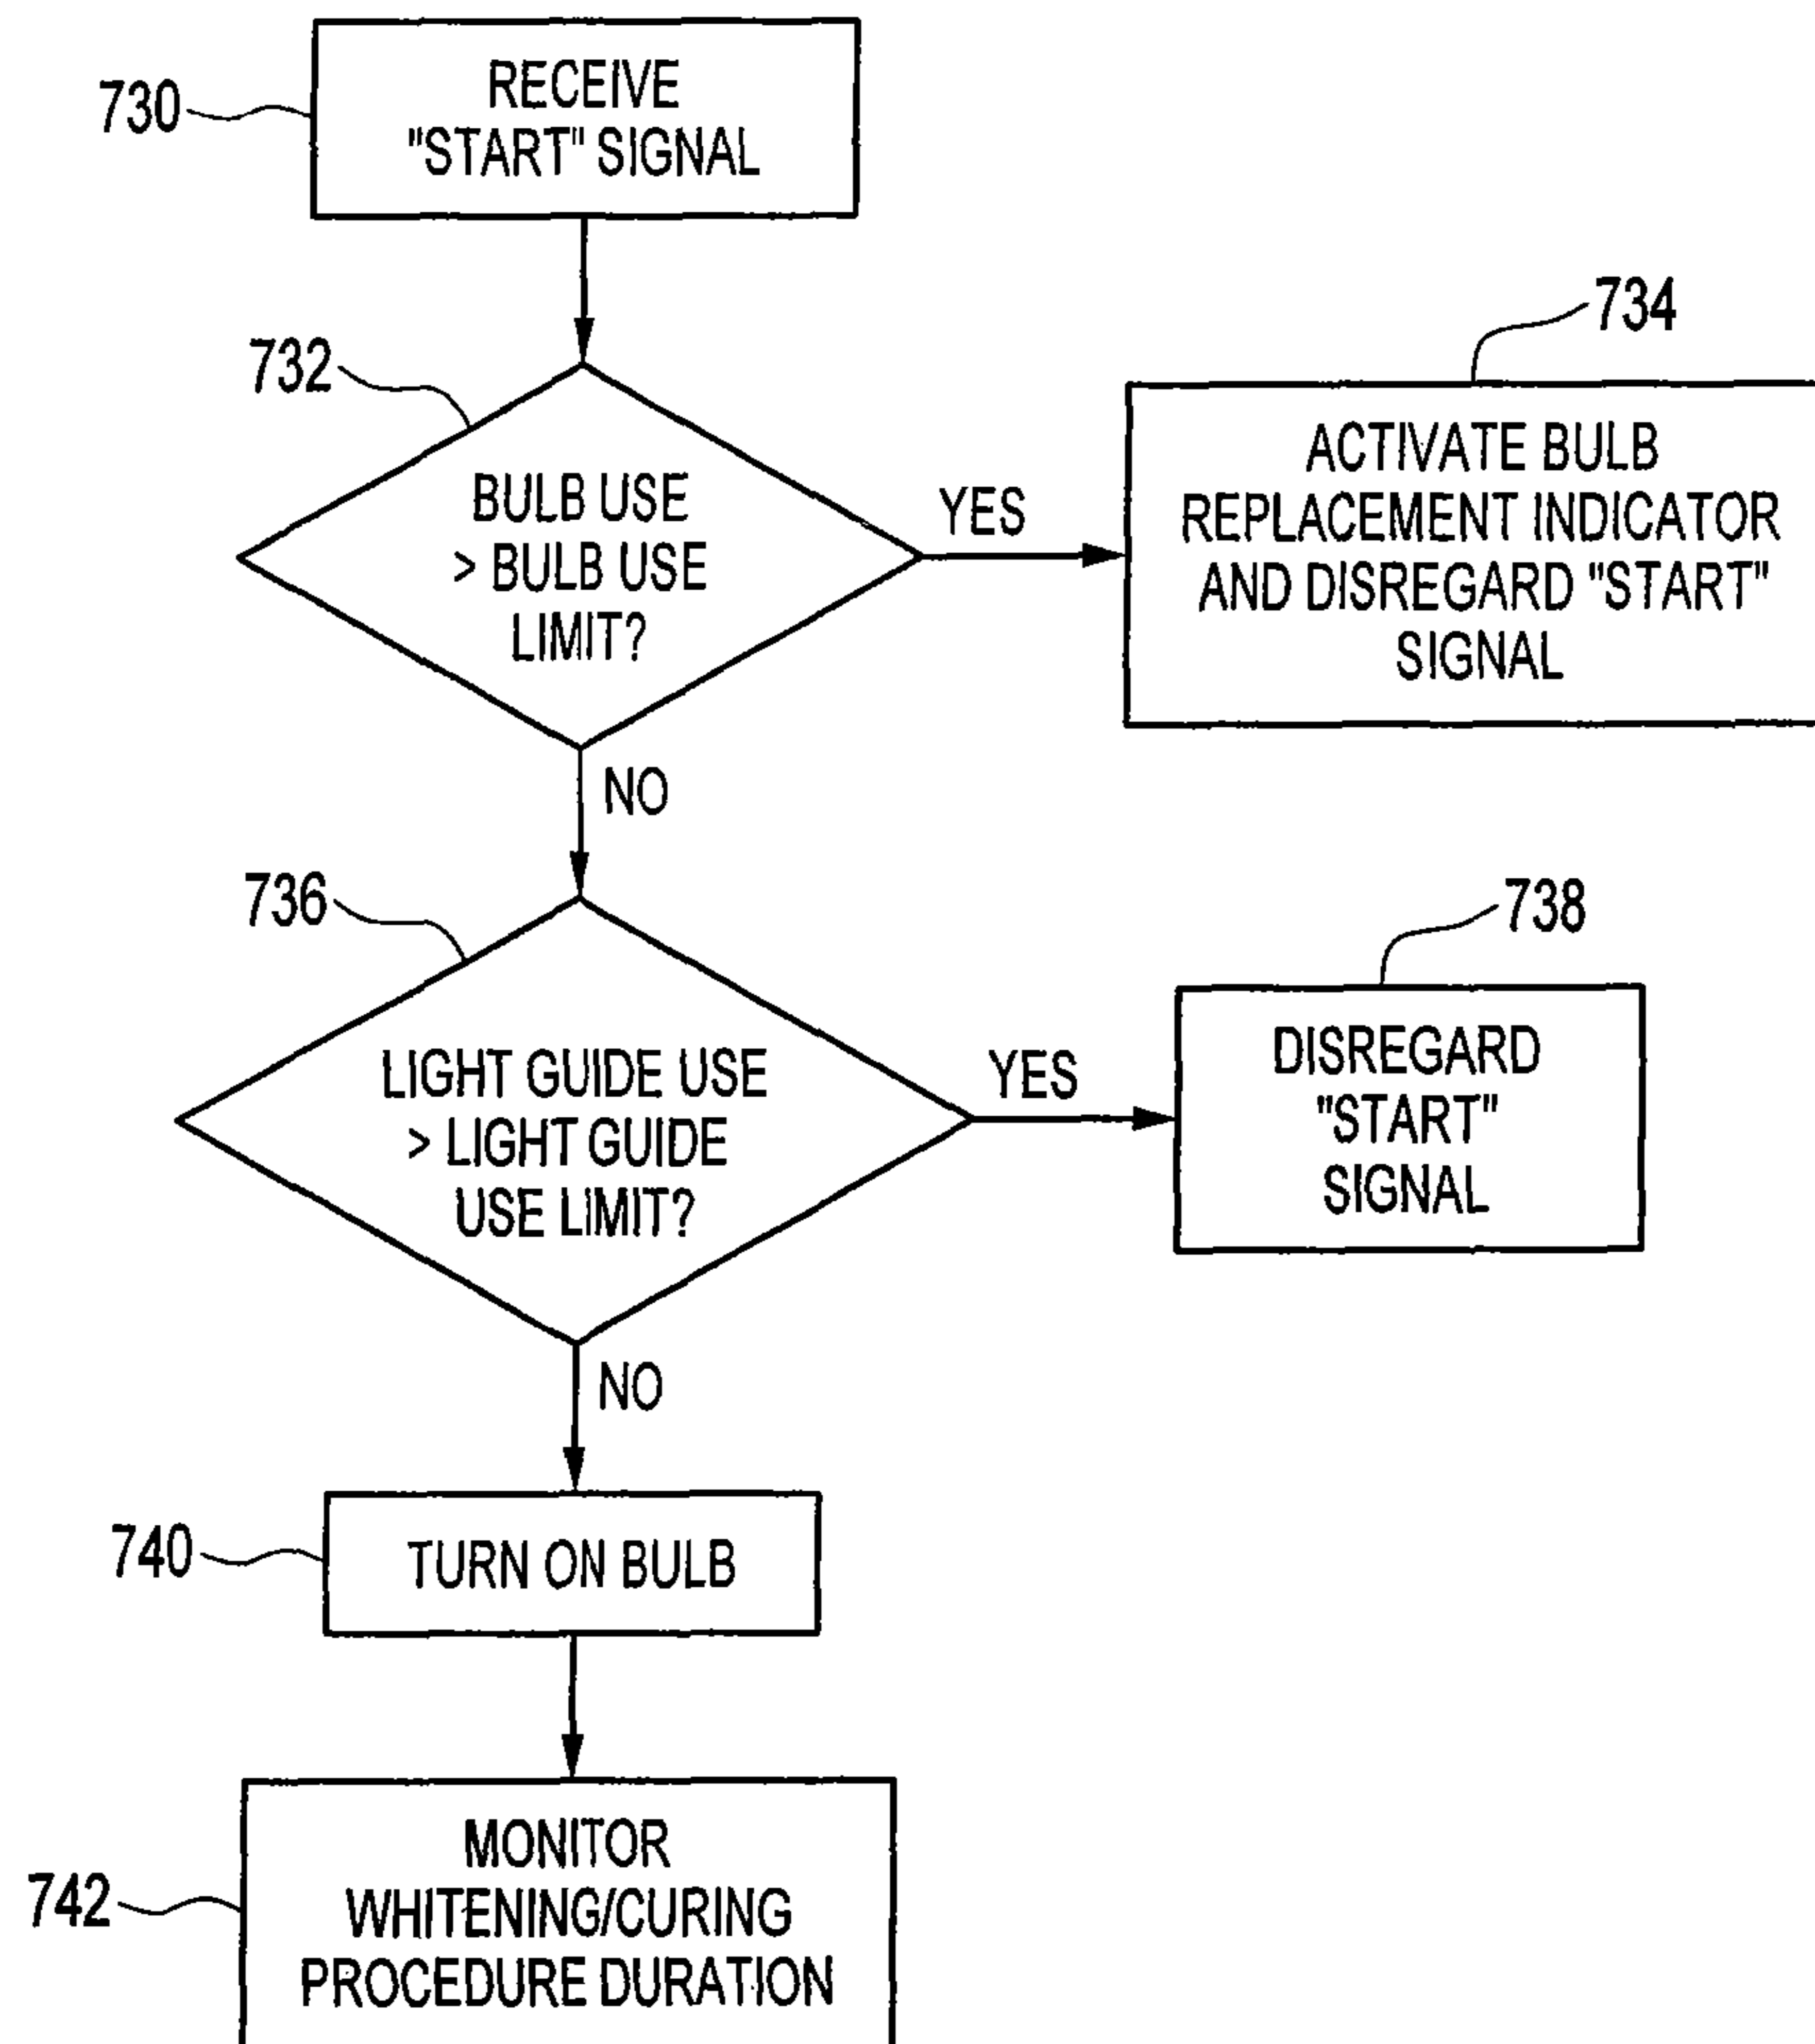 730
RECEIVE
"START" SIGNAL
732
BULB USE
> BULB USE
LIMIT?
YES
734
ACTIVATE BULB
REPLACEMENT INDICATOR
AND DISREGARD "START"
SIGNAL
NO
736
LIGHT GUIDE USE
> LIGHT GUIDE
USE LIMIT?
YES
738
DISREGARD
"START"
SIGNAL
NO
740
TURN ON BULB
742
MONITOR
WHITENING/CURING
PROCEDURE DURATION